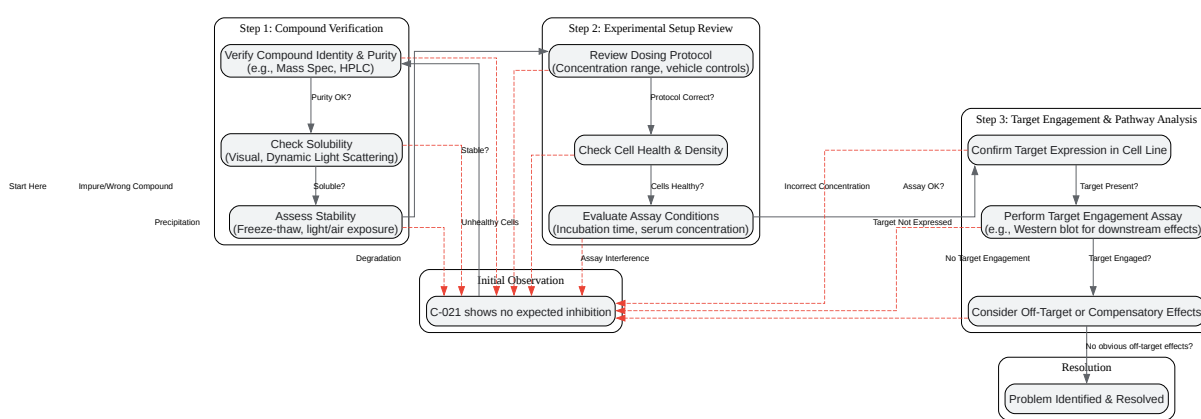 Step 1: Compound Verification
Verify Compound Identity & Purity
(e.g., Mass Spec, HPLC)
Purity OK?
Check Solubility
(Visual, Dynamic Light Scattering)
Soluble?
Assess Stability
(Freeze-thaw, light/air exposure)
Start Here
Impure/Wrong Compound
Precipitation
Degradation
Stable?
Unhealthy Cells
Step 2: Experimental Setup Review
Review Dosing Protocol
(Concentration range, vehicle controls)
Protocol Correct?
Check Cell Health & Density
Cells Healthy?
Evaluate Assay Conditions
(Incubation time, serum concentration)
Assay Interference
Initial Observation
C-021 shows no expected inhibition
Incorrect Concentration
Assay OK?
Target Not Expressed
No Target Engagement
Step 3: Target Engagement & Pathway Analysis
Confirm Target Expression in Cell Line
Target Present?
Perform Target Engagement Assay
(e.g., Western blot for downstream effects)
Target Engaged?
Consider Off-Target or Compensatory Effects
No obvious off-target effects?
Resolution
Problem Identified & Resolved